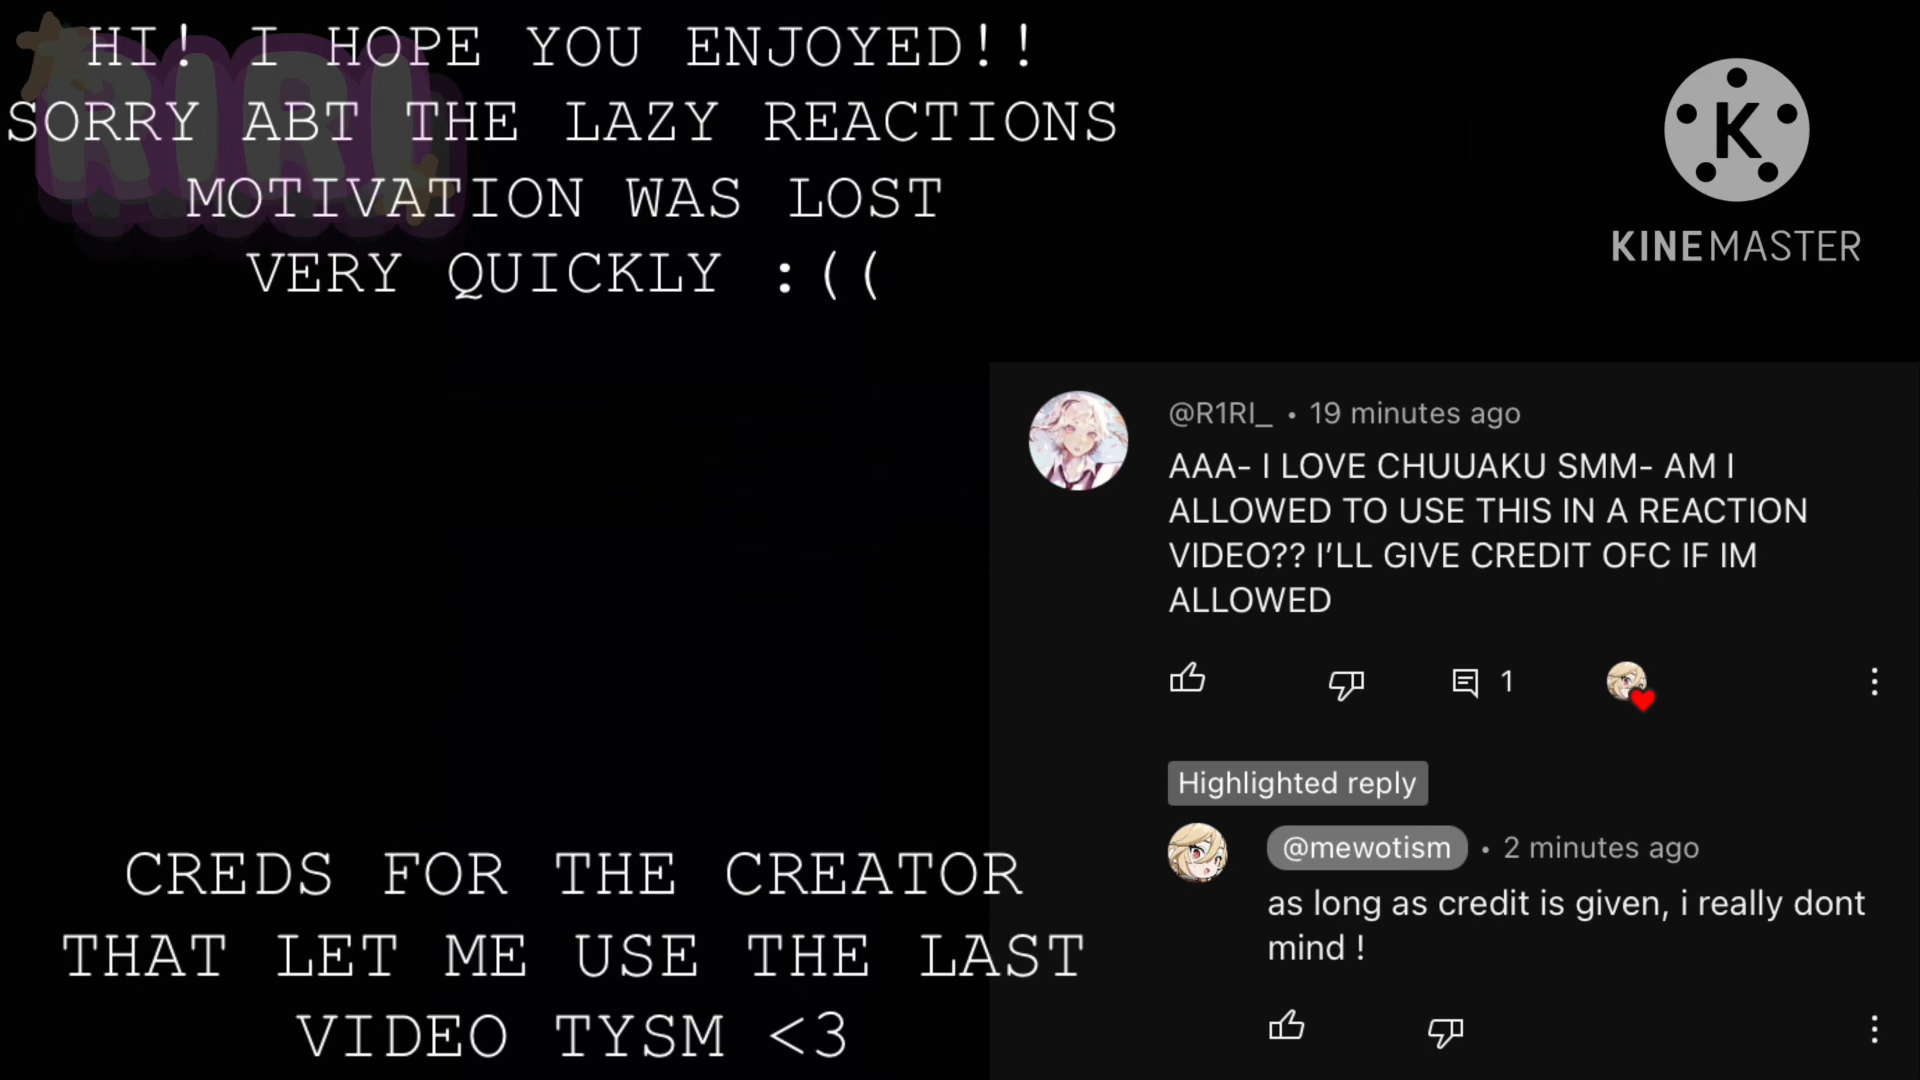 HI! I HOPE YOU ENJOYED!!
SORRY ABT THE LAZY REACTIONS
MOTIVATION WAS LOST
VERY QUICKLY :((
RIRI
K
KINEMASTER
@R1RI_ • 19 minutes ago
AAA- I LOVE CHUUAKU SMM- AM I
ALLOWED TO USE THIS IN A REACTION
VIDEO?? I’LL GIVE CREDIT OFC IF IM
ALLOWED
1
Highlighted reply
@mewotism • 2 minutes ago
as long as credit is given, i really dont
mind !
CREDS FOR THE CREATOR
THAT LET ME USE THE LAST
VIDEO TYSM <3